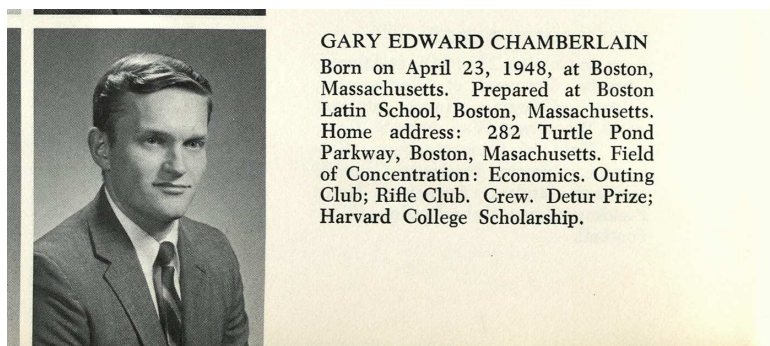 GARY EDWARD CHAMBERLAIN
Born on April 23, 1948, at Boston,
Massachusetts. Prepared at Boston
Latin School, Boston, Massachusetts.
Home address: 282 Turtle Pond
Parkway, Boston, Masachusetts. Field
of Concentration: Economics. Outing
Club; Rifle Club. Crew. Detur Prize;
Harvard College Scholarship.